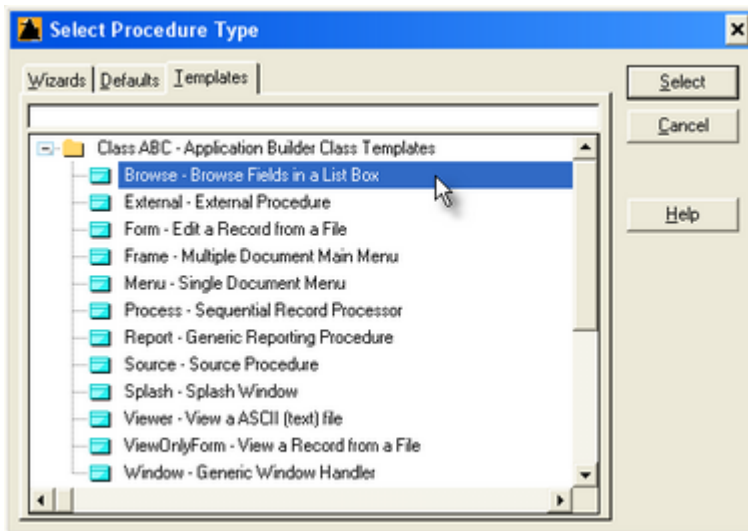 Select Procedure Type
Wizards Defaults Templates
Select
Cancel
Help
Class ABC - Application Builder Class Templates
Browse - Browse Fields in a List Box
External - External Procedure
Form - Edit a Record from a File
Frame - Multiple Document Main Menu
Menu - Single Document Menu
Process - Sequential Record Processor
Report - Generic Reporting Procedure
Source - Source Procedure
Splash - Splash Window
Viewer - View a ASCII (text) file
ViewOnlyForm - View a Record from a File
Window - Generic Window Handler